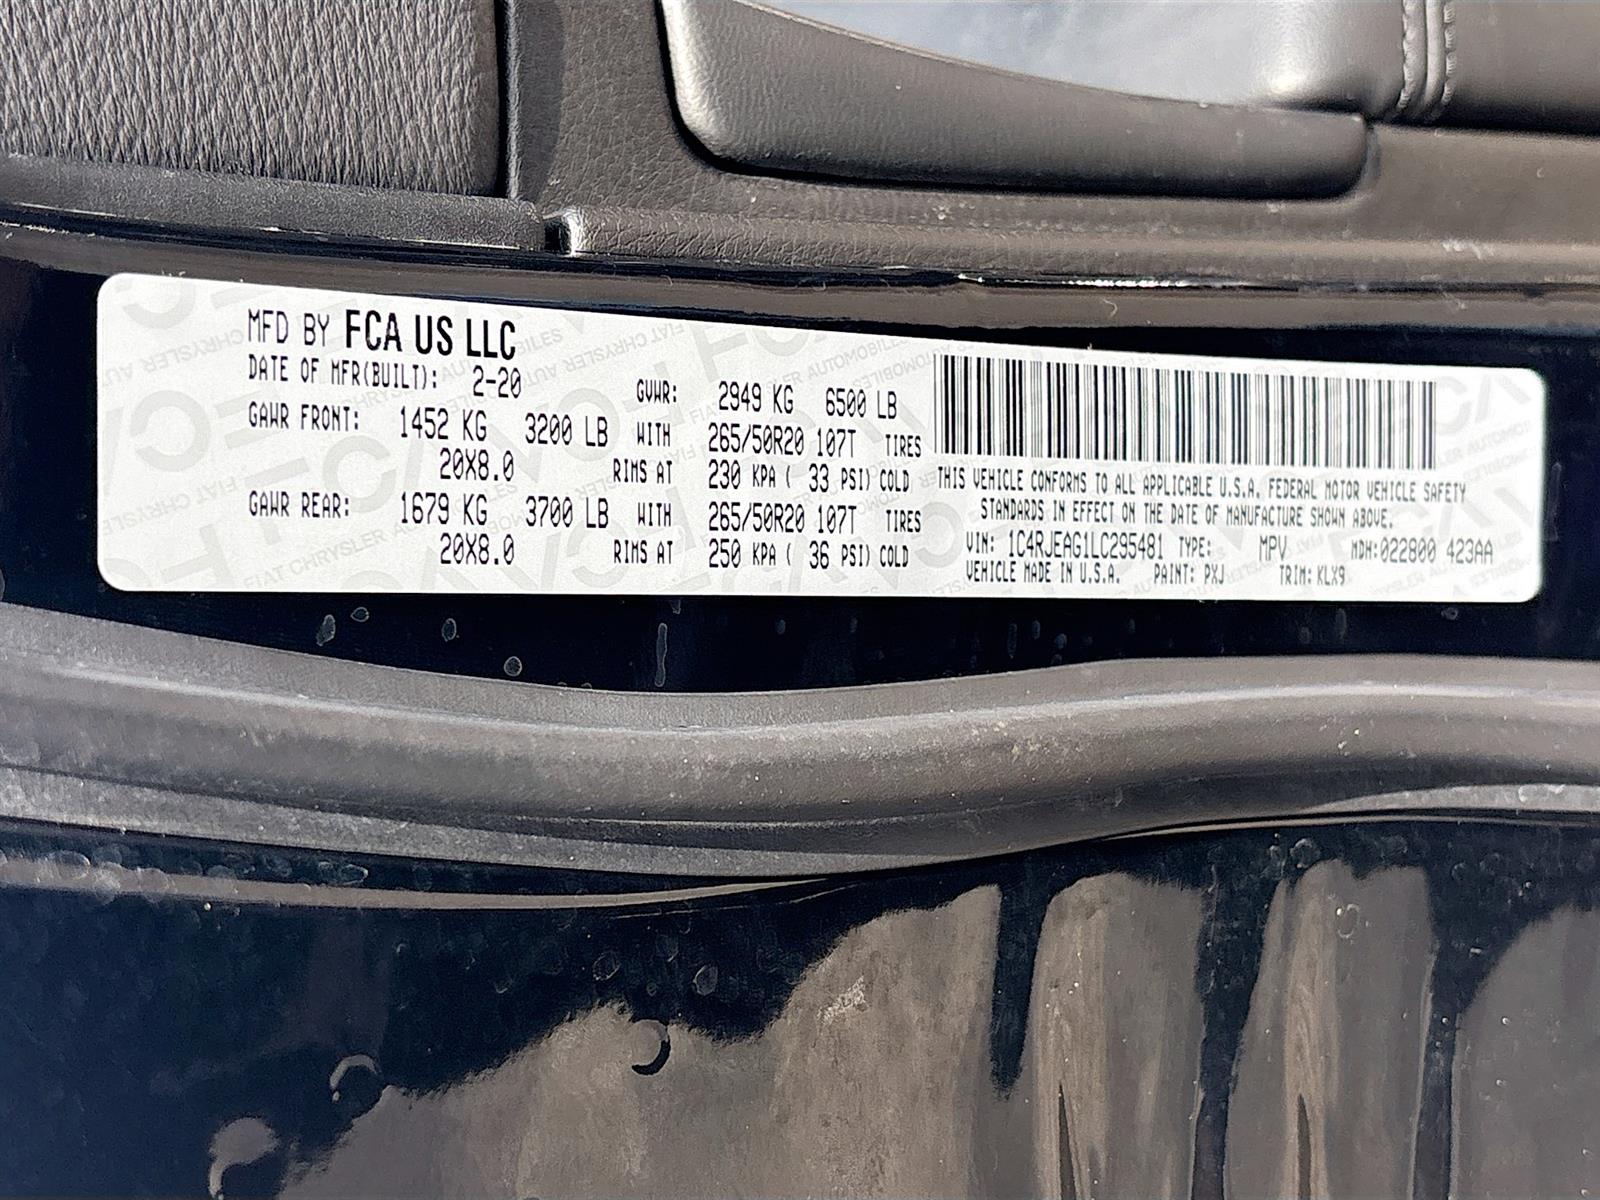 MFD BY FCA US LLC
DATE OF MFR(BUILT): 2-20 GVWR: 2949 KG 6500 LB
GAWR FRONT: 1452 KG 3200 LB WITH 265/50R20 107T TIRES
20X8.0 RIMS AT 230 KPA ( 33 PSI) COLD
GAWR REAR: 1679 KG 3700 LB WITH 265/50R20 107T TIRES
20X8.0 RIMS AT 250 KPA ( 36 PSI) COLD
THIS VEHICLE CONFORMS TO ALL APPLICABLE U.S.A. FEDERAL MOTOR VEHICLE SAFETY
STANDARDS IN EFFECT ON THE DATE OF MANUFACTURE SHOWN ABOVE.
VIN: 1C4RJEAG1LC295481 TYPE: MPV MDH:022800 423AA
VEHICLE MADE IN U.S.A. PAINT: PXJ TRIM: KLX9